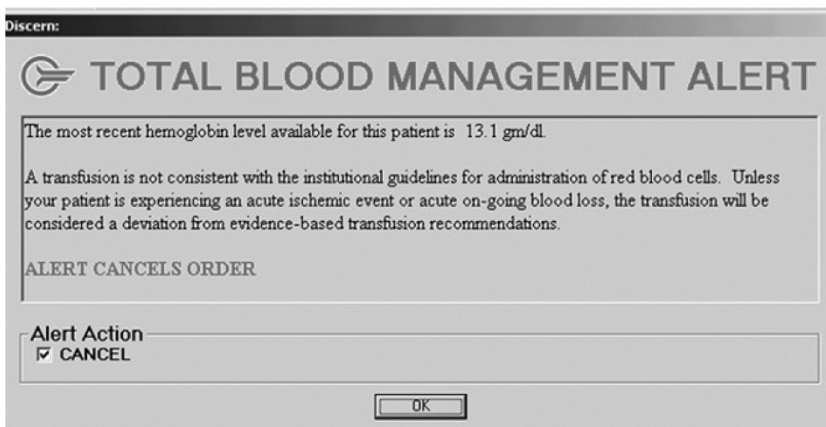 Discern:
TOTAL BLOOD MANAGEMENT ALERT
The most recent hemoglobin level available for this patient is 13.1 gm/dl.
A transfusion is not consistent with the institutional guidelines for administration of red blood cells. Unless
your patient is experiencing an acute ischemic event or acute on-going blood loss, the transfusion will be
considered a deviation from evidence-based transfusion recommendations.
ALERT CANCELS ORDER
Alert Action
CANCEL
OK